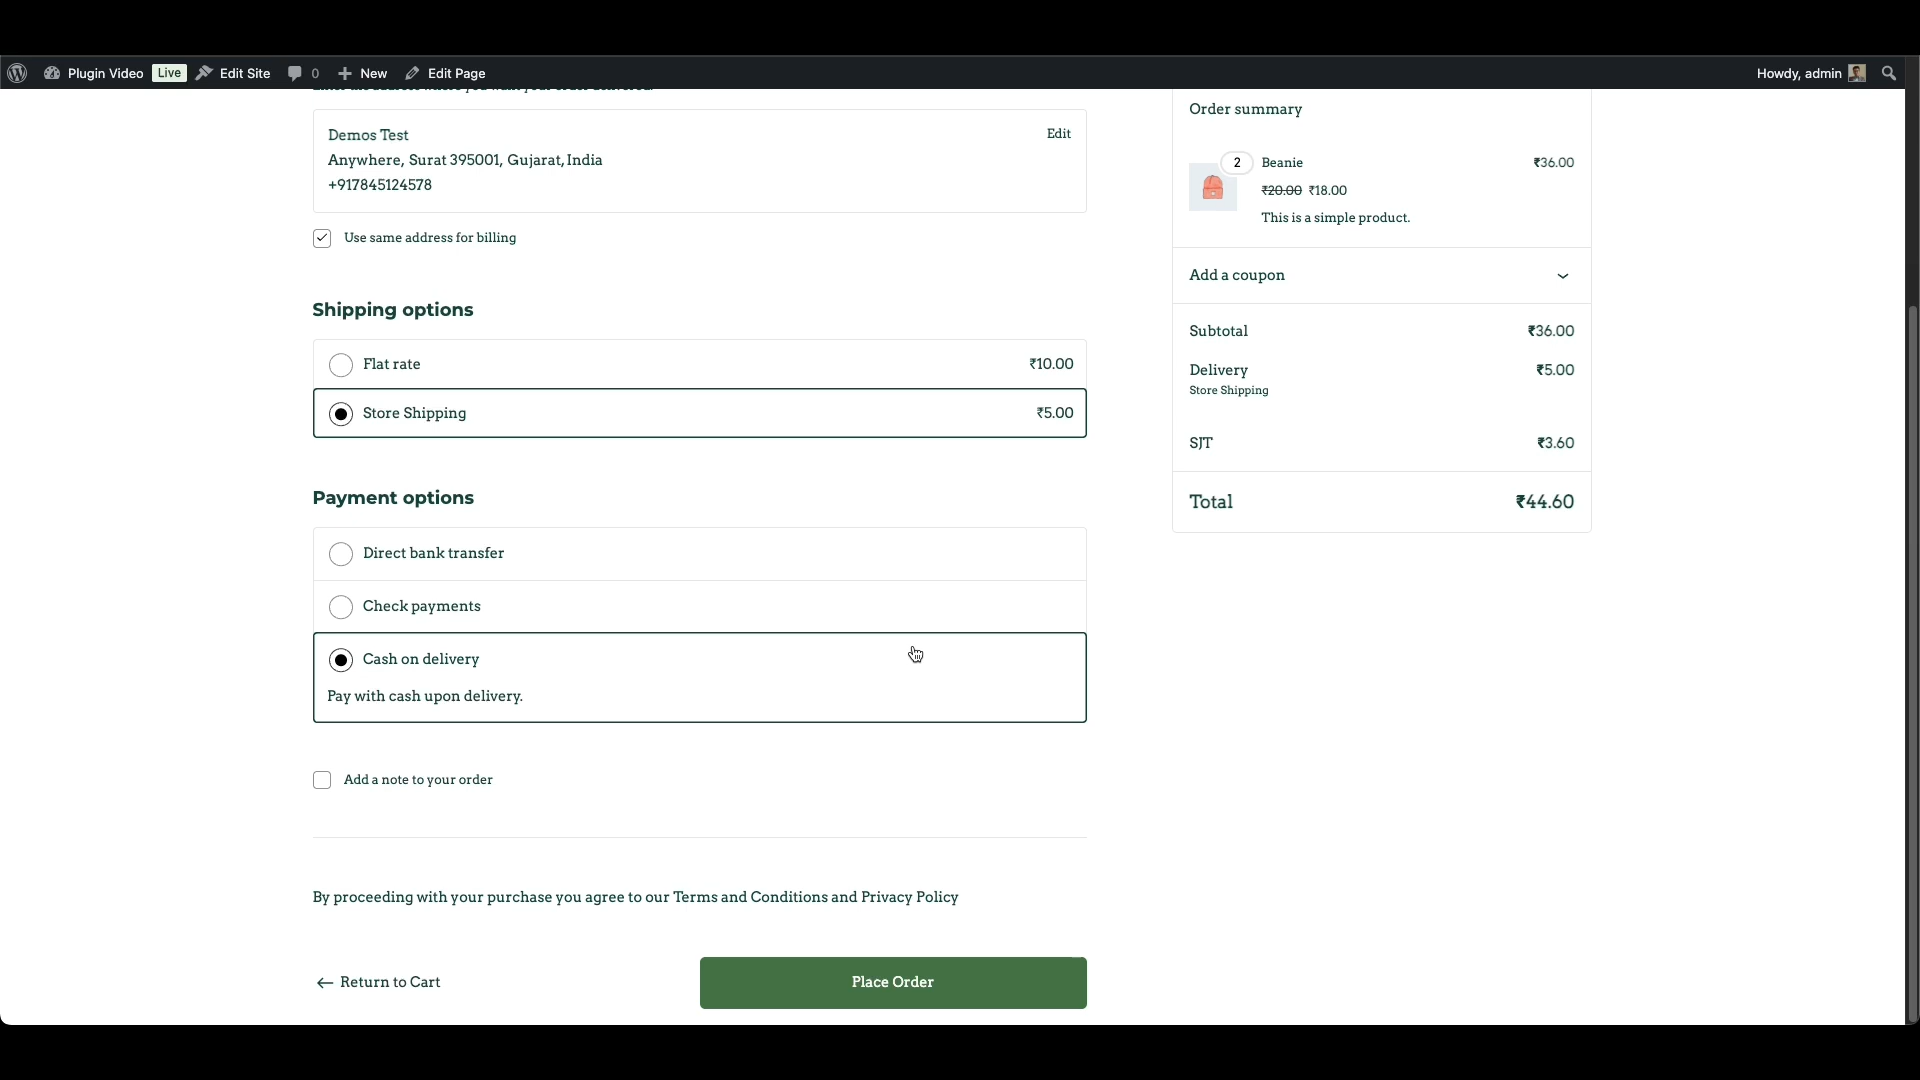 Plugin Video Live Edit Site 0 New Edit Page Howdy, admin
Demos Test Edit
Anywhere, Surat 395001, Gujarat, India
+917845124578
Use same address for billing
Shipping options
Flat rate ₹10.00
Store Shipping ₹5.00
Payment options
Direct bank transfer
Check payments
Cash on delivery
Pay with cash upon delivery.
Add a note to your order
By proceeding with your purchase you agree to our Terms and Conditions and Privacy Policy
Return to Cart Place Order
Order summary
2 Beanie ₹36.00
₹20.00 ₹18.00
This is a simple product.
Add a coupon
Subtotal ₹36.00
Delivery ₹5.00
Store Shipping
SJT ₹3.60
Total ₹44.60